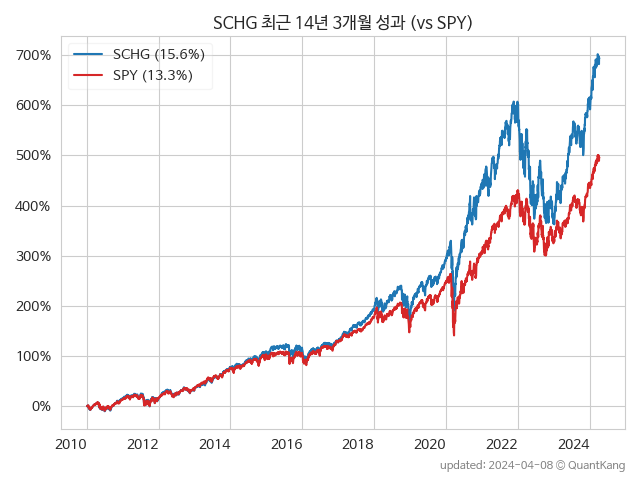 SCHG 최근 14년 3개월 성과 (vs SPY)
SCHG (15.6%)
SPY (13.3%)
700%
600%
500%
400%
300%
200%
100%
0%
2010 2012 2014 2016 2018 2020 2022 2024
updated: 2024-04-08 @ QuantKang